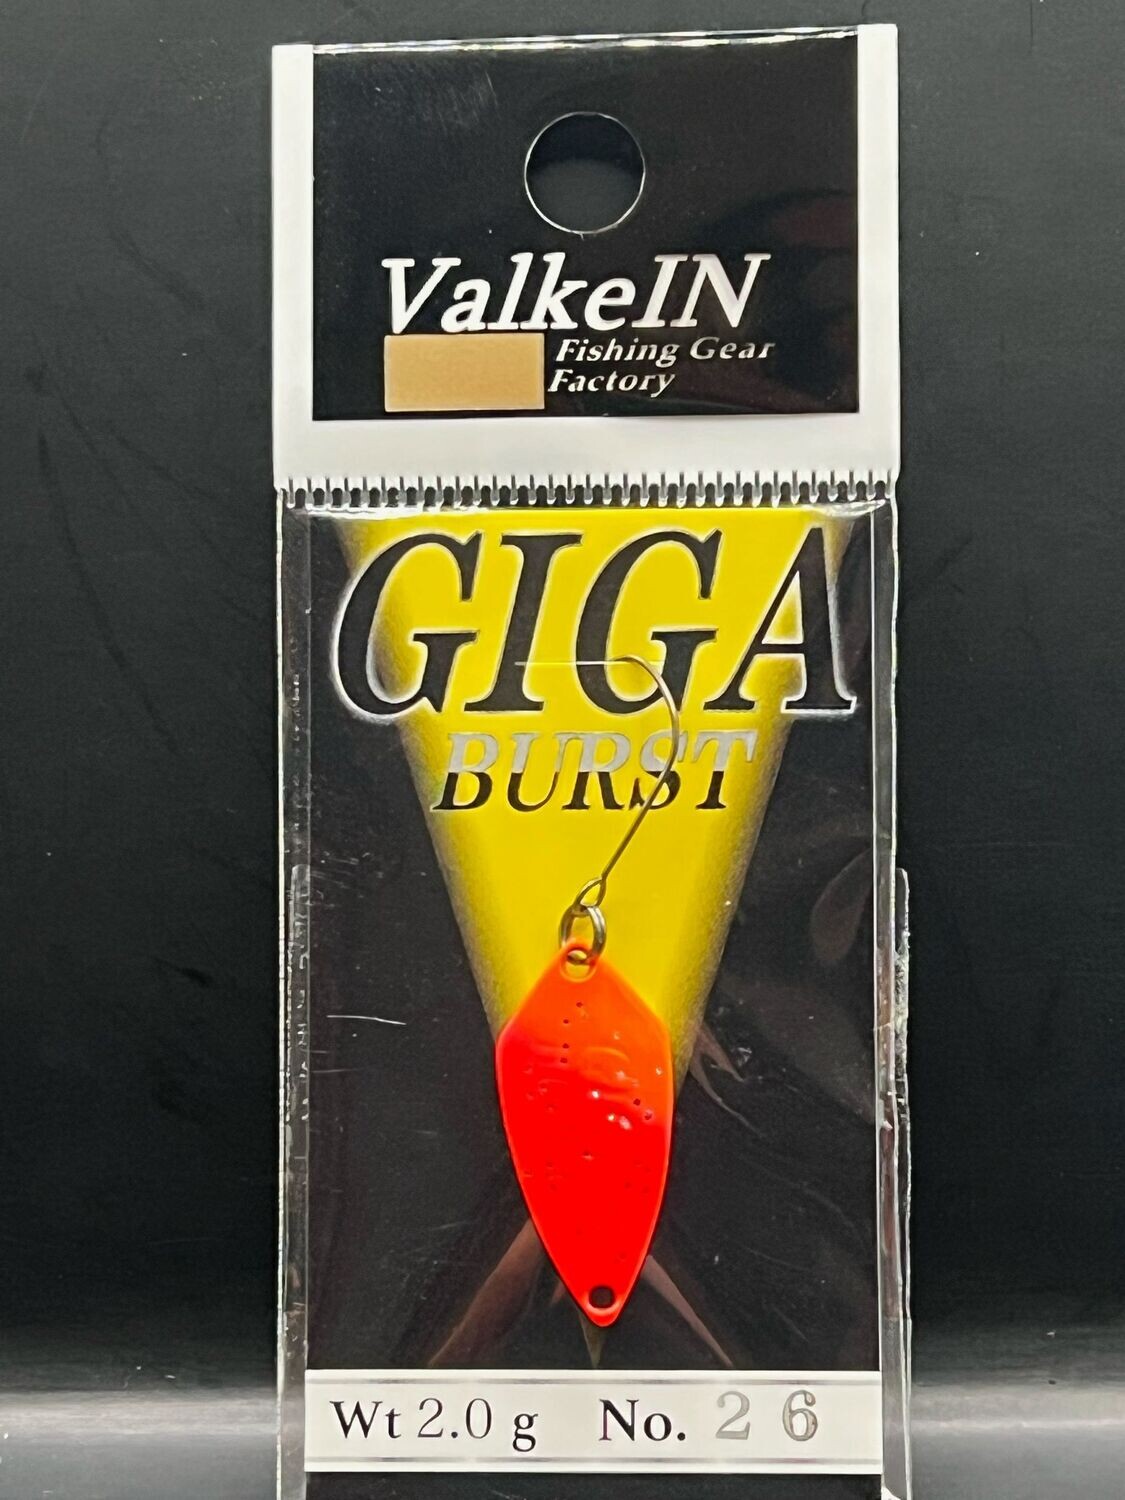 ValkeIN
Fishing Gear
Factory
GIGA
BURST
Wt 2.0 g No. 26